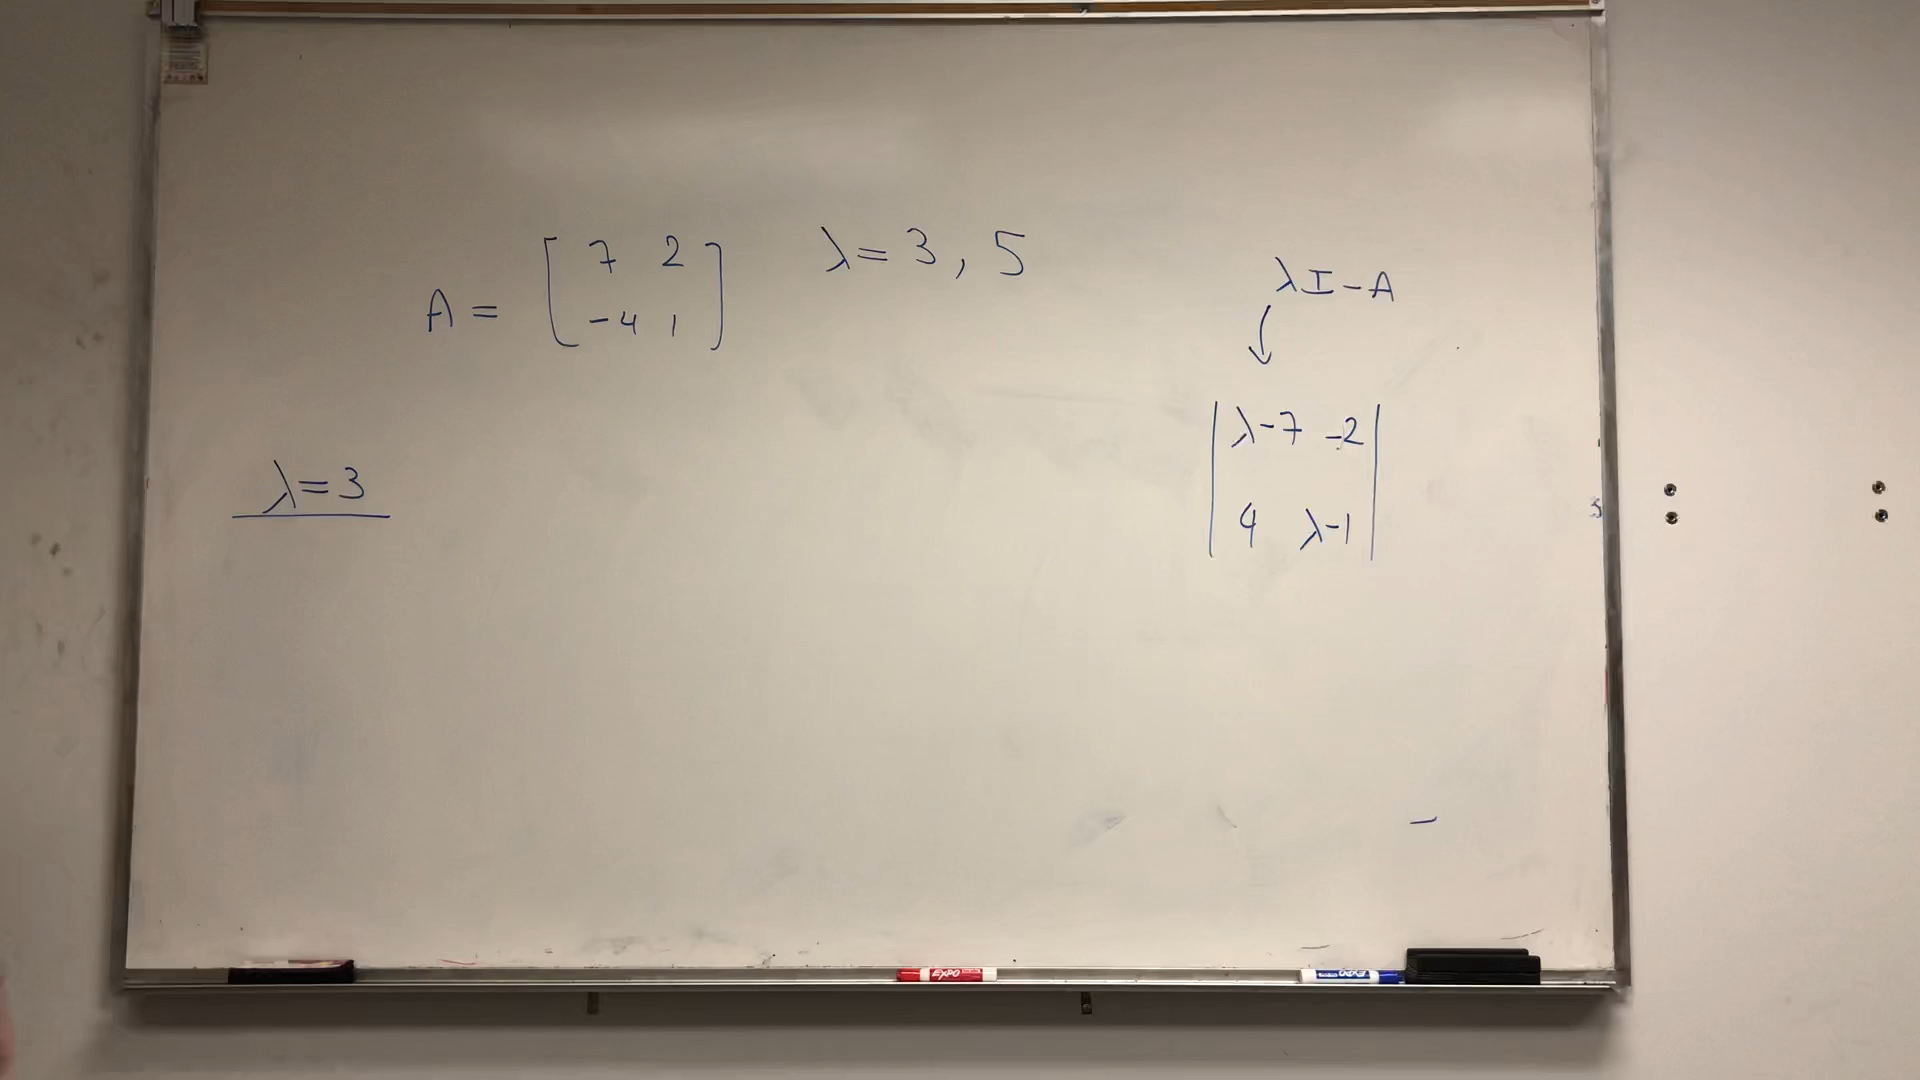 A = [ 7 2
-4 1 ]
λ = 3, 5
λI - A
↓
| λ-7 -2 |
| 4 λ-1 |
λ = 3
EXPO
EXPO